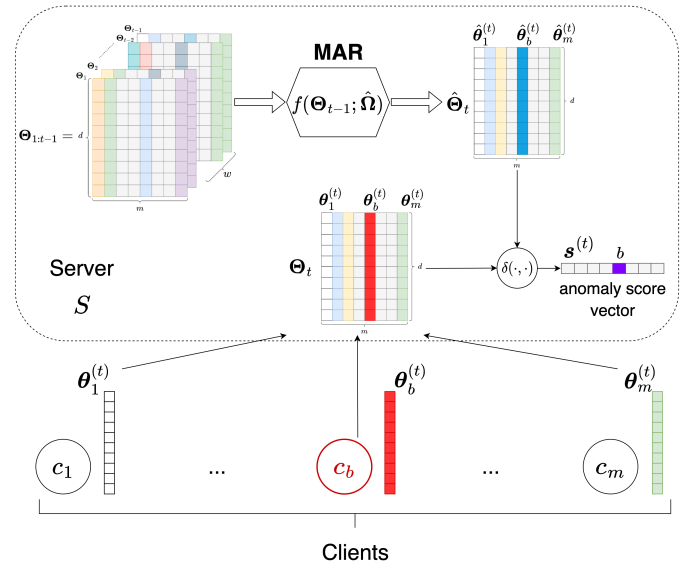 Θ_{t-1}
Θ_{t-2}
Θ_2
Θ_1
Θ_{1:t-1} =
d
m
w
MAR
f(Θ_{t-1}; Ω̂)
Θ̂_t
θ̂_1^{(t)} θ̂_b^{(t)} θ̂_m^{(t)}
d
m
θ_1^{(t)} θ_b^{(t)} θ_m^{(t)}
Θ_t
d
m
δ(·,·)
s^{(t)} b
anomaly score
vector
Server
S
θ_1^{(t)} θ_b^{(t)} θ_m^{(t)}
c_1 ... c_b ... c_m
Clients